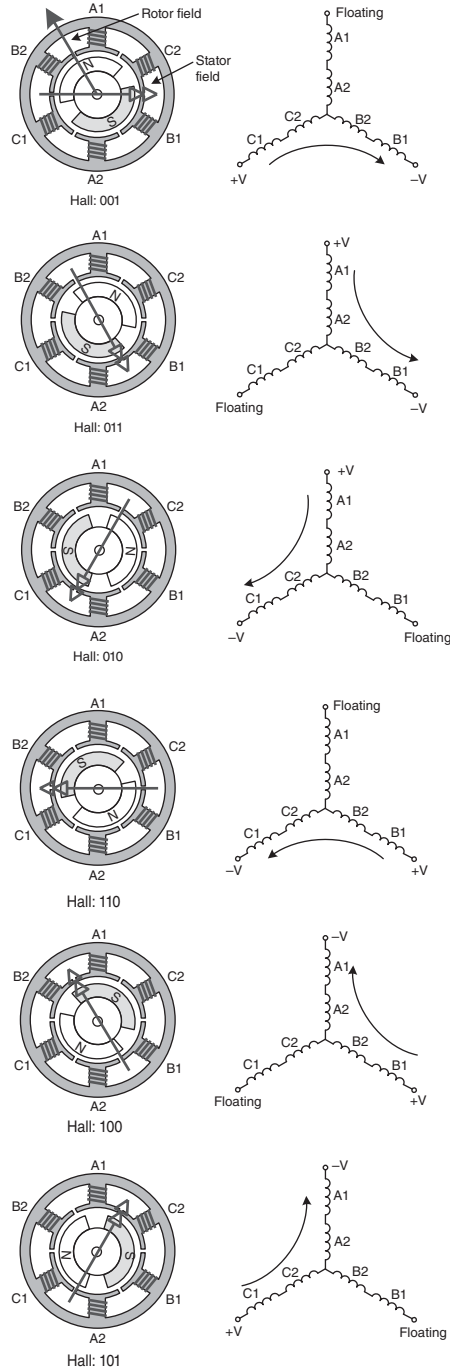 A1
Rotor field
Floating
B2
C2
A1
N
Stator
field
A2
S
C1
B1
C1
C2
B2
B1
A2
+V
–V
Hall: 001
A1
+V
B2
C2
A1
N
A2
S
C1
B1
C1
C2
B2
B1
A2
Floating
–V
Hall: 011
A1
+V
B2
C2
A1
S
N
A2
C1
B1
C1
C2
B2
B1
A2
–V
Floating
Hall: 010
A1
Floating
B2
C2
A1
S
A2
N
C1
B1
C1
C2
B2
B1
A2
–V
+V
Hall: 110
A1
–V
B2
C2
A1
S
A2
N
C1
B1
C1
C2
B2
B1
A2
Floating
+V
Hall: 100
A1
–V
B2
C2
A1
N
S
A2
C1
B1
C1
C2
B2
B1
A2
+V
Floating
Hall: 101